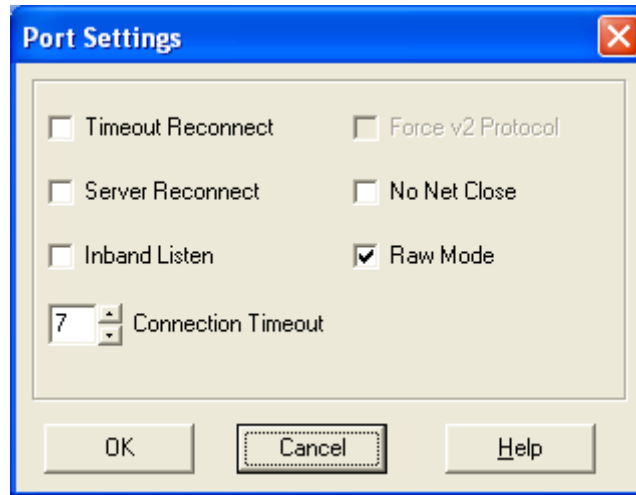 Port Settings
Timeout Reconnect
Force v2 Protocol
Server Reconnect
No Net Close
Inband Listen
Raw Mode
7
Connection Timeout
OK
Cancel
Help